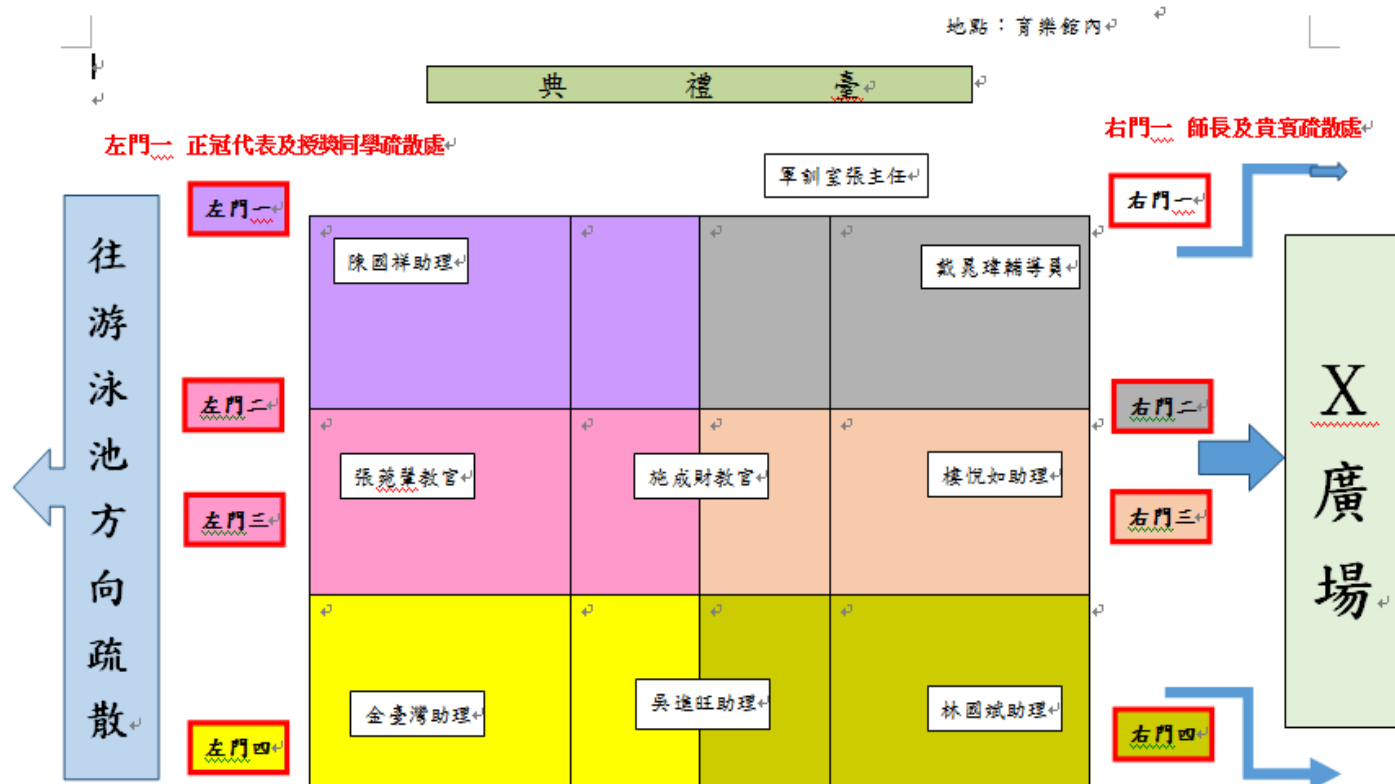 地點：育樂館內
典禮臺
左門一 正冠代表及授獎同學疏散處
右門一 師長及貴賓疏散處
軍訓室張主任
左門一
右門一
往游泳池方向疏散
陳國祥助理
戴晁瑋輔導員
X廣場
左門二
右門二
張菀肇教官
施成財教官
樓悅如助理
左門三
右門三
金臺灣助理
吳進旺助理
林國斌助理
左門四
右門四